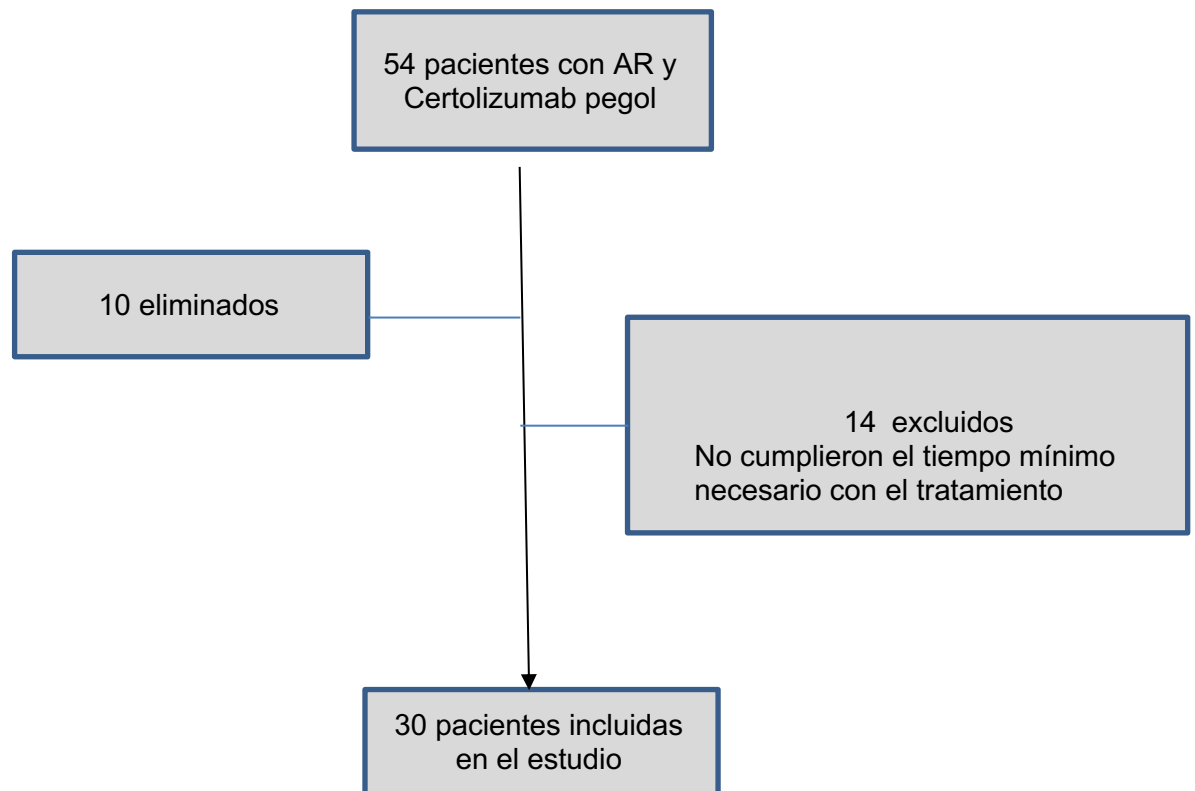 54 pacientes con AR y
Certolizumab pegol
10 eliminados
14 excluidos
No cumplieron el tiempo mínimo
necesario con el tratamiento
30 pacientes incluidas
en el estudio